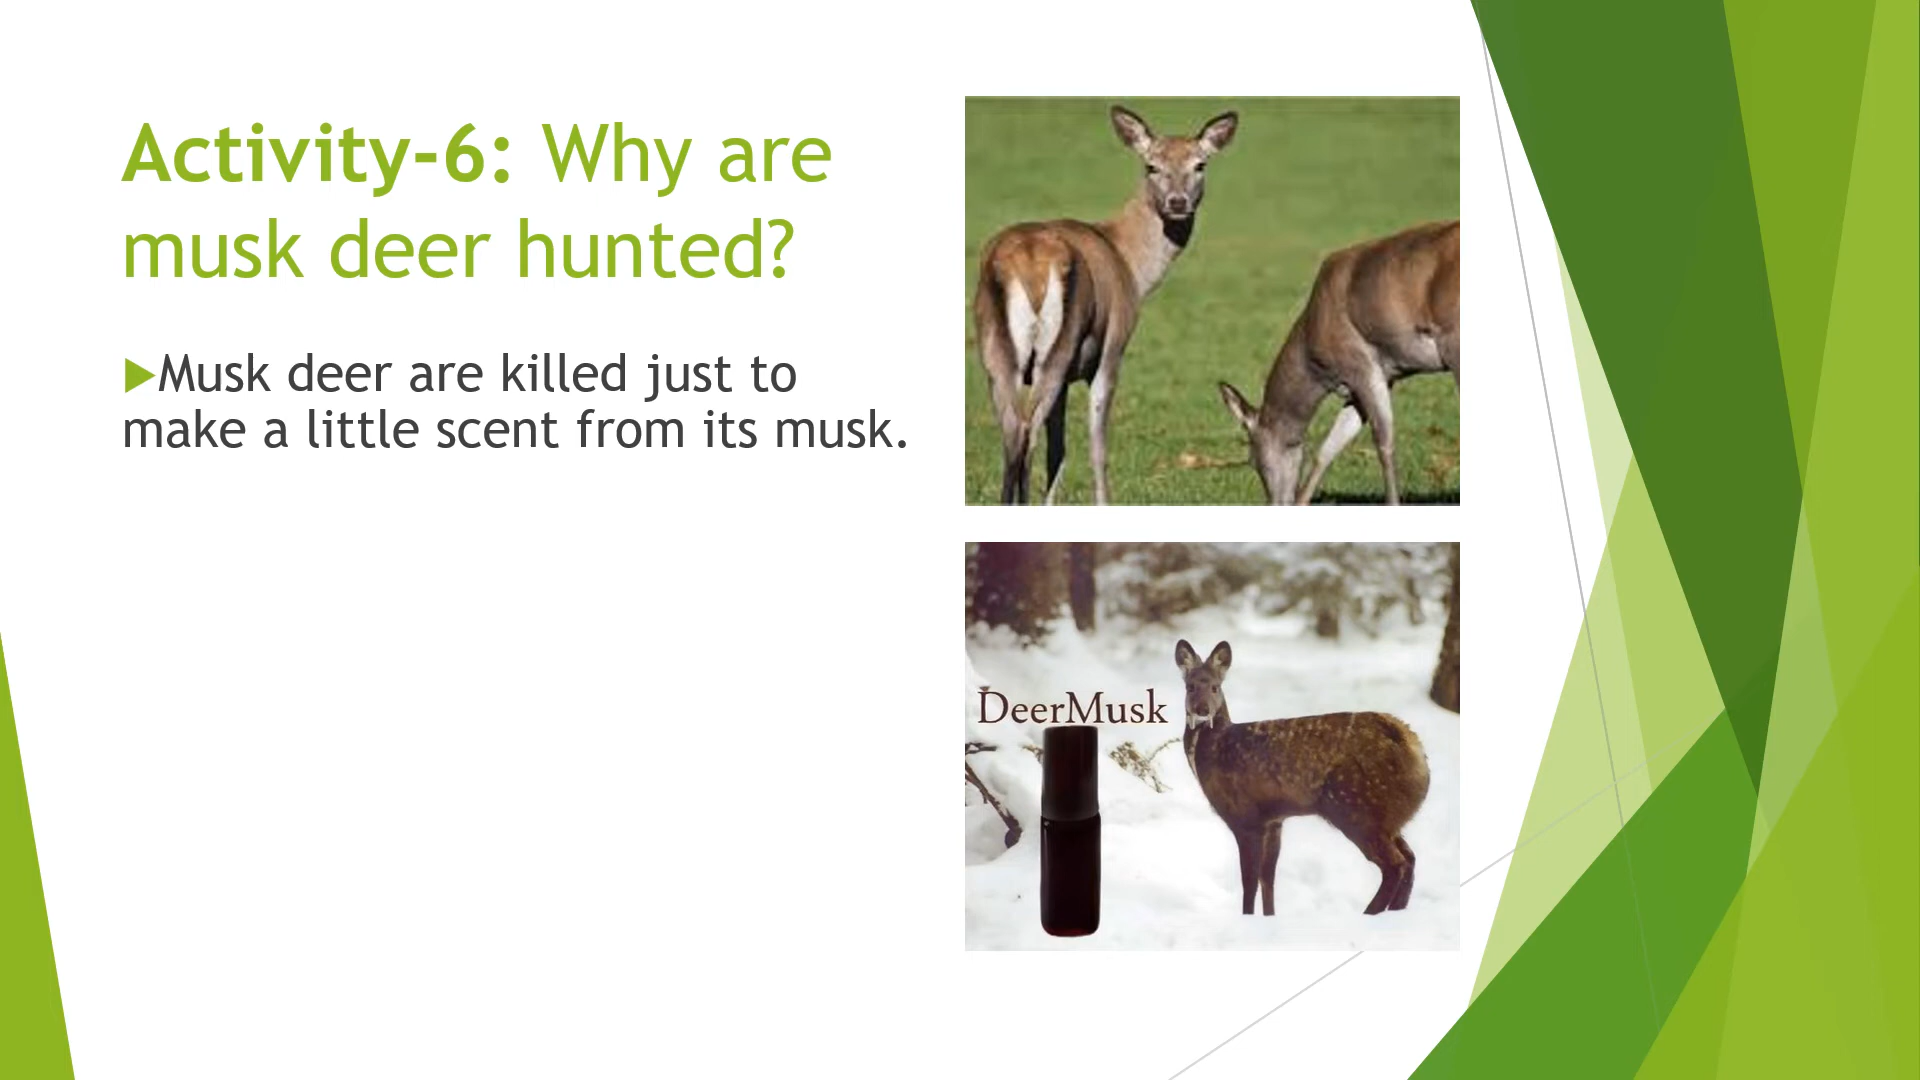 Activity-6: Why are
musk deer hunted?
Musk deer are killed just to
make a little scent from its musk.
DeerMusk